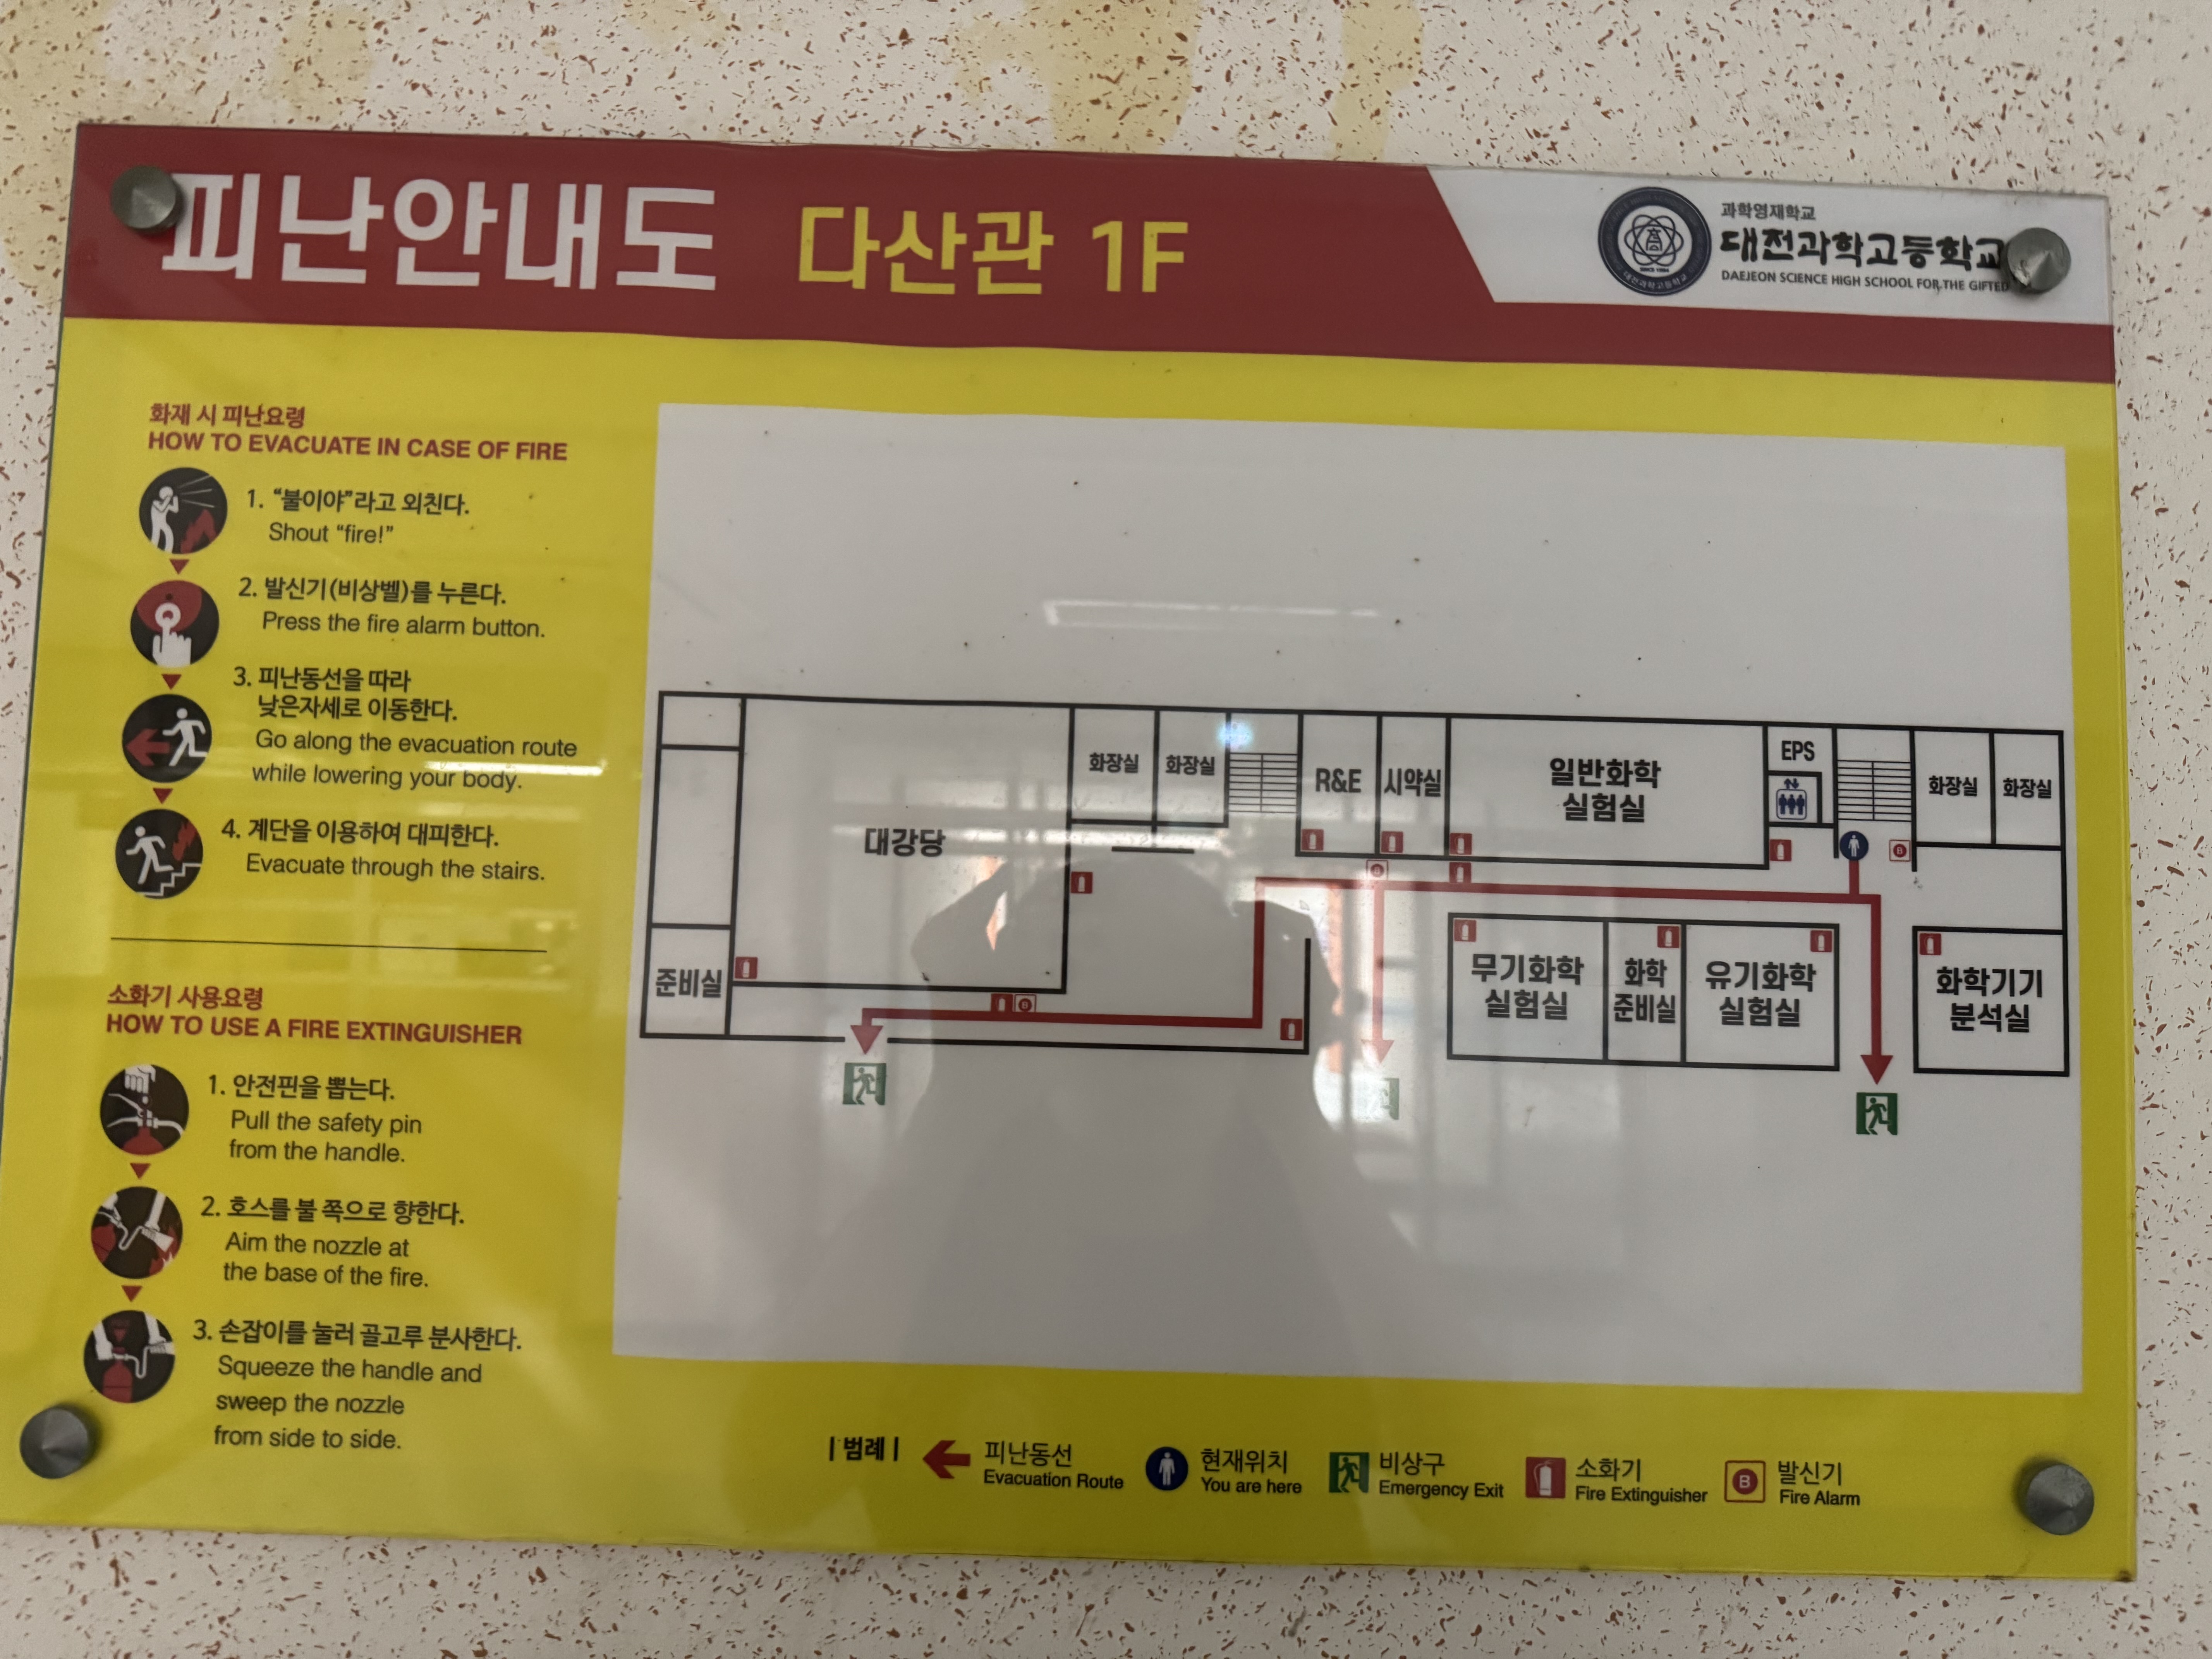 피난안내도 다산관 1F
과학영재학교
대전과학고등학교
DAEJEON SCIENCE HIGH SCHOOL FOR THE GIFTED
화재 시 피난요령
HOW TO EVACUATE IN CASE OF FIRE
1. “불이야”라고 외친다.
Shout “fire!”
2. 발신기(비상벨)를 누른다.
Press the fire alarm button.
3. 피난동선을 따라
낮은자세로 이동한다.
Go along the evacuation route
while lowering your body.
4. 계단을 이용하여 대피한다.
Evacuate through the stairs.
소화기 사용요령
HOW TO USE A FIRE EXTINGUISHER
1. 안전핀을 뽑는다.
Pull the safety pin
from the handle.
2. 호스를 불 쪽으로 향한다.
Aim the nozzle at
the base of the fire.
3. 손잡이를 눌러 골고루 분사한다.
Squeeze the handle and
sweep the nozzle
from side to side.
대강당
준비실
화장실
화장실
R&E
시약실
일반화학
실험실
EPS
화장실
화장실
B
B
B
무기화학
실험실
화학
준비실
유기화학
실험실
화학기기
분석실
| 범례 |
피난동선
Evacuation Route
현재위치
You are here
비상구
Emergency Exit
소화기
Fire Extinguisher
B
발신기
Fire Alarm